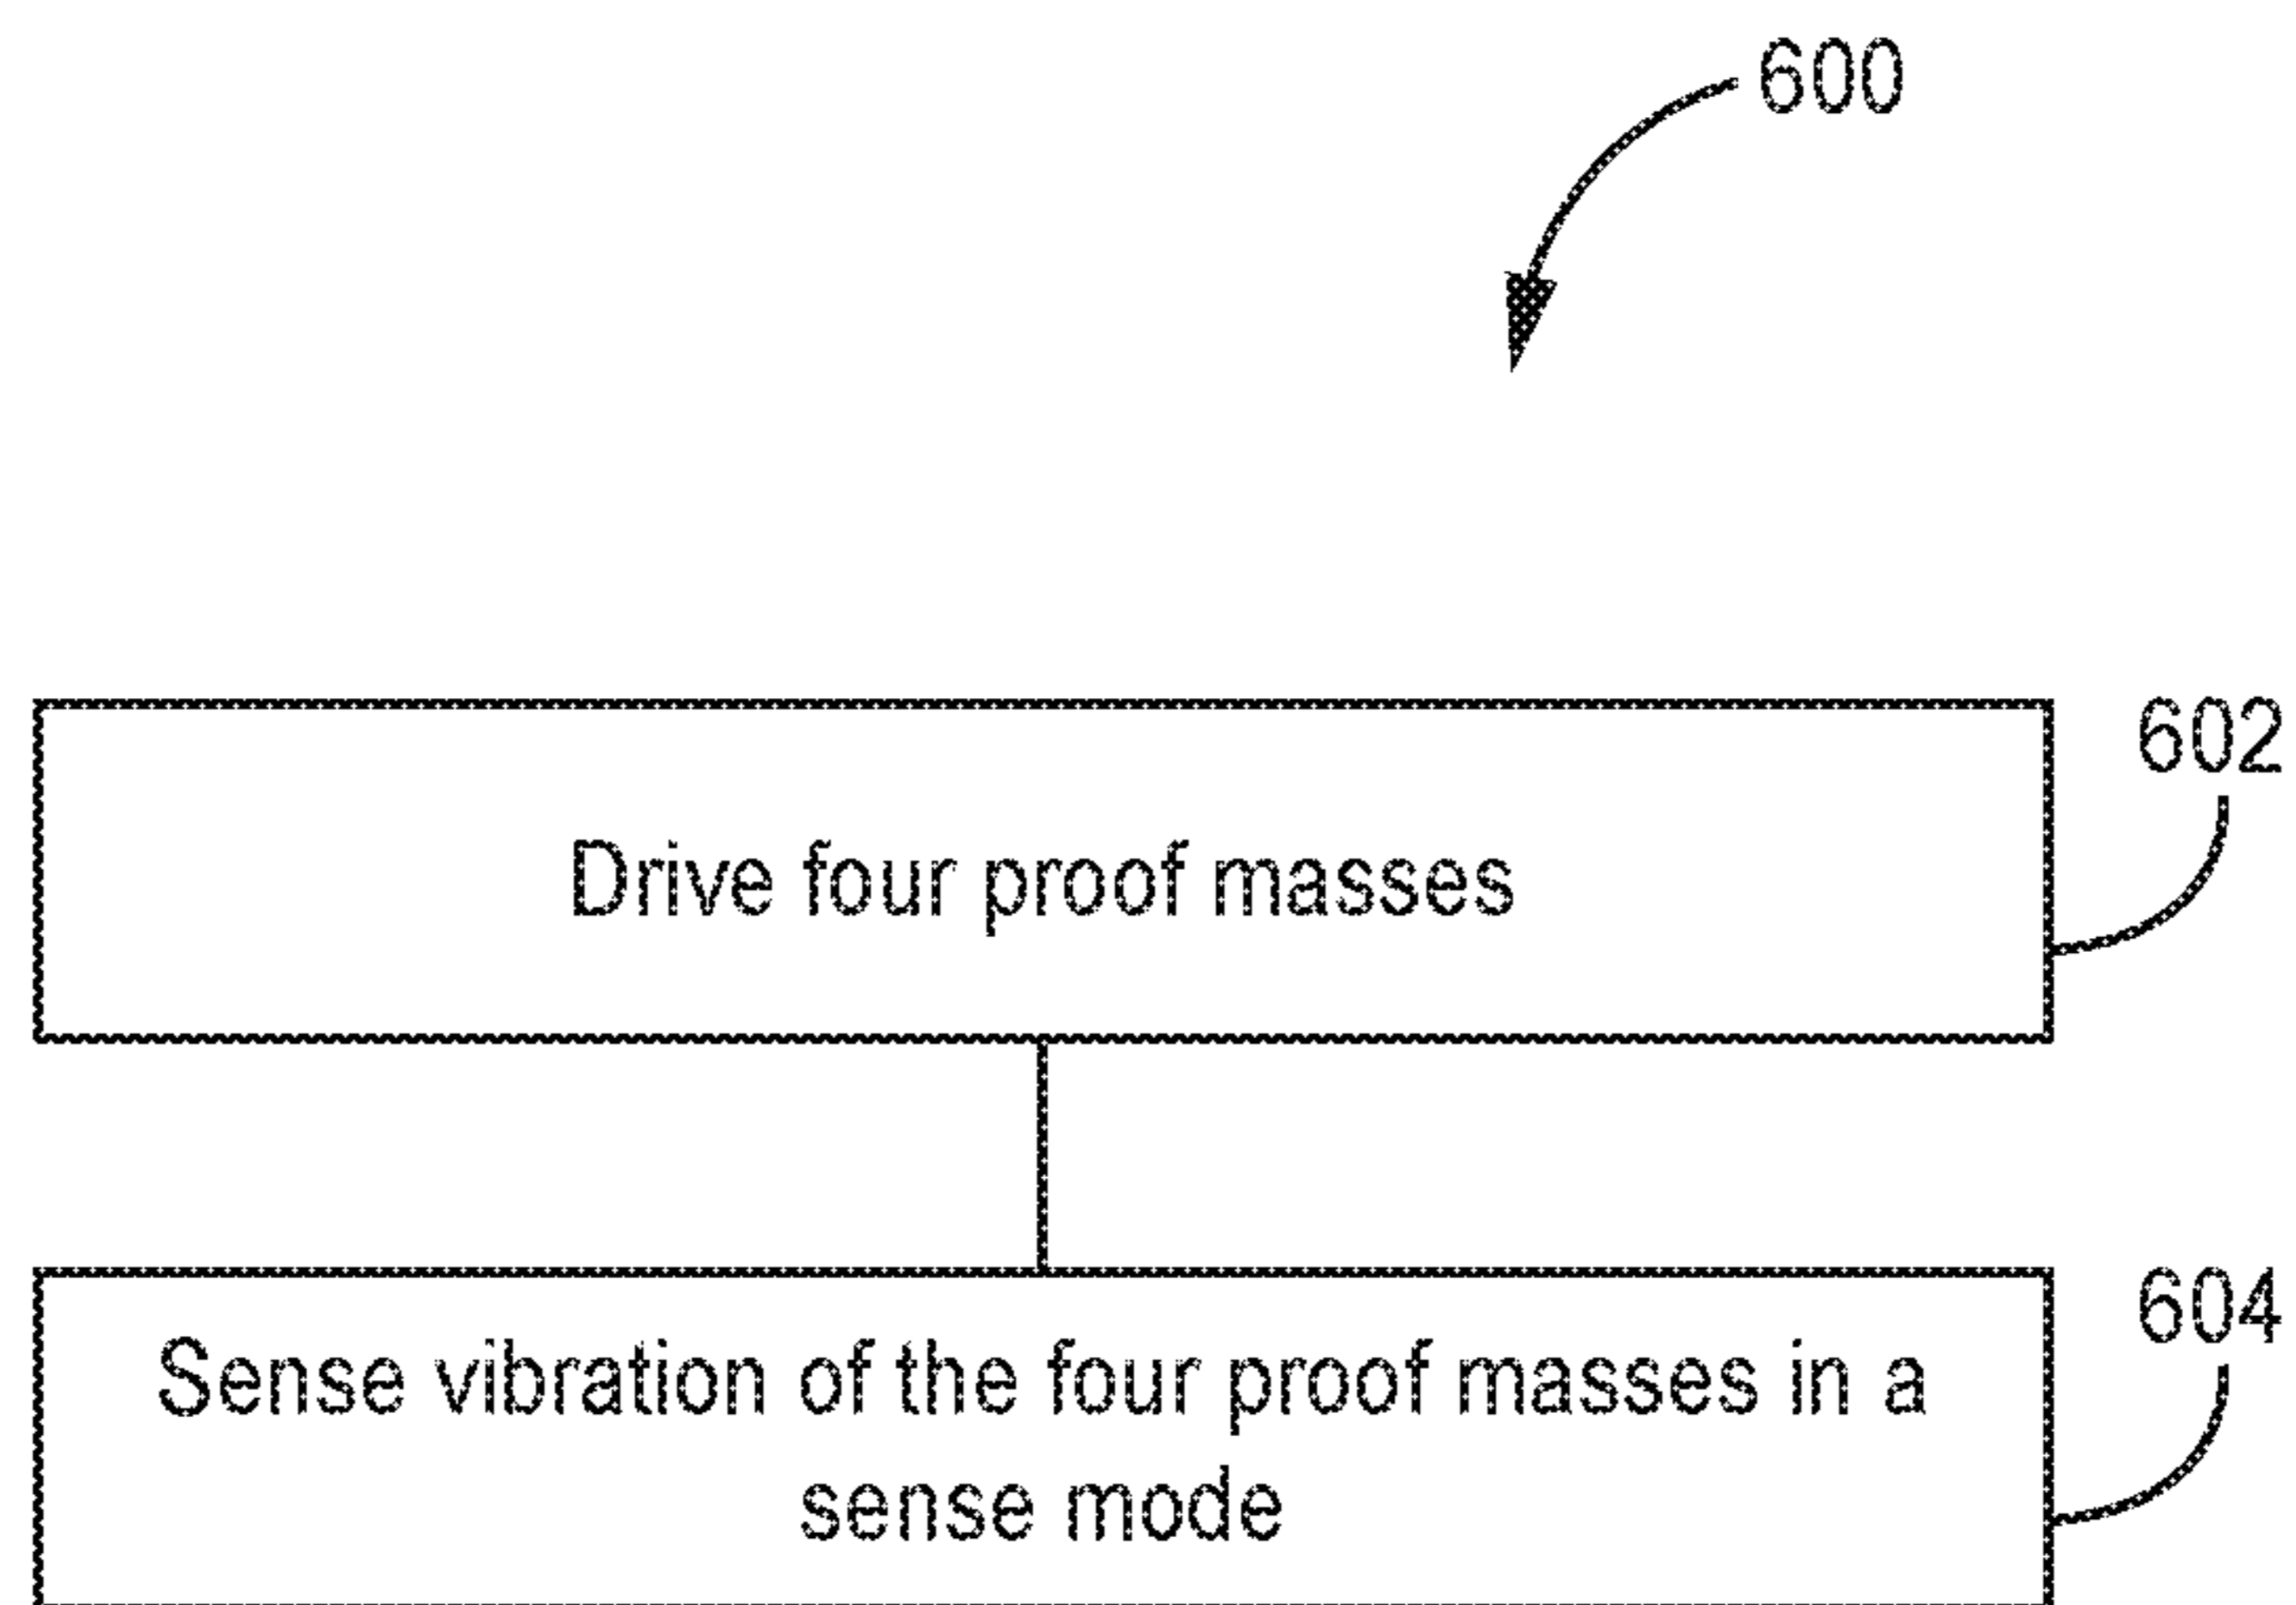 600
602
Drive four proof masses
604
Sense vibration of the four proof masses in a
sense mode